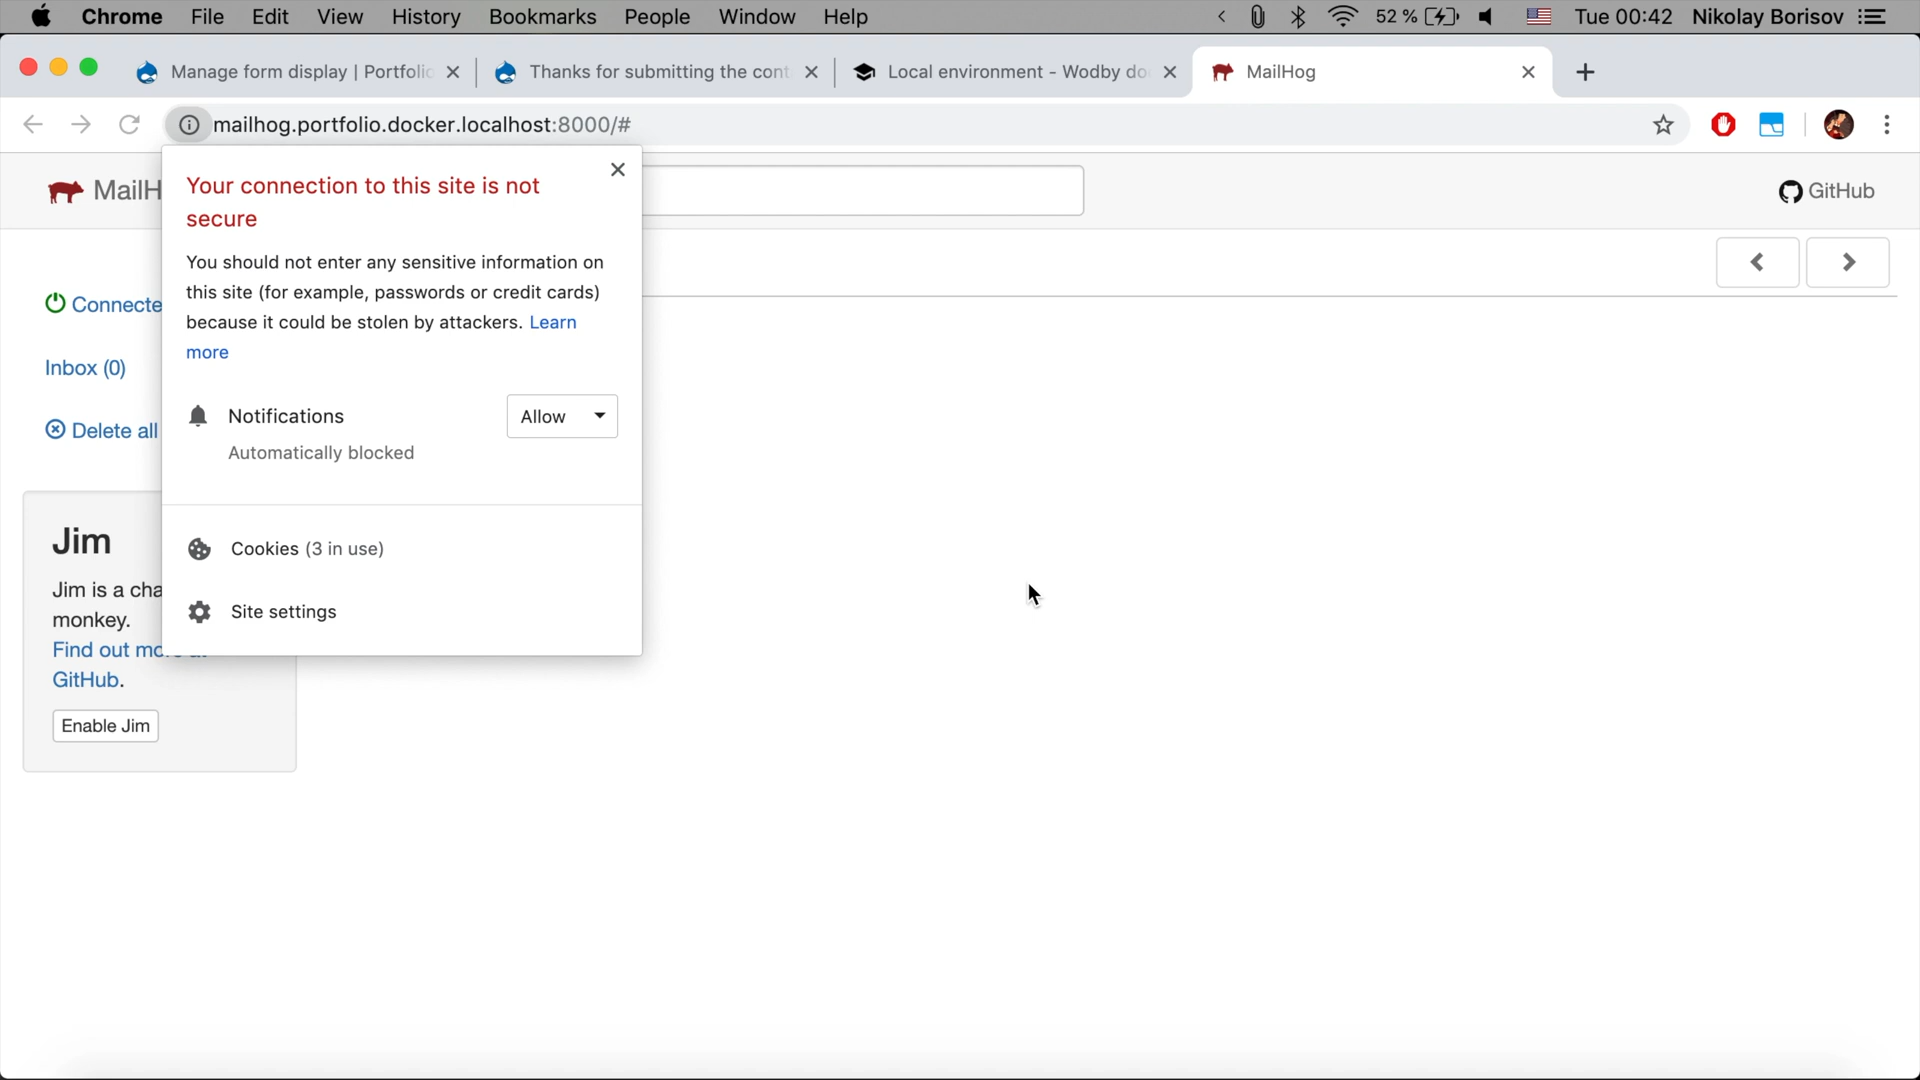 Chrome File Edit View History Bookmarks People Window Help
52 % Tue 00:42 Nikolay Borisov
Manage form display | Portfolio
Thanks for submitting the cont
Local environment - Wodby do
MailHog
mailhog.portfolio.docker.localhost:8000/#
MailH
GitHub
Your connection to this site is not
secure
You should not enter any sensitive information on
this site (for example, passwords or credit cards)
because it could be stolen by attackers. Learn
more
Notifications
Allow
Automatically blocked
Cookies (3 in use)
Site settings
Connecte
Inbox (0)
Delete all
Jim
Jim is a cha
monkey.
Find out mo
GitHub.
Enable Jim